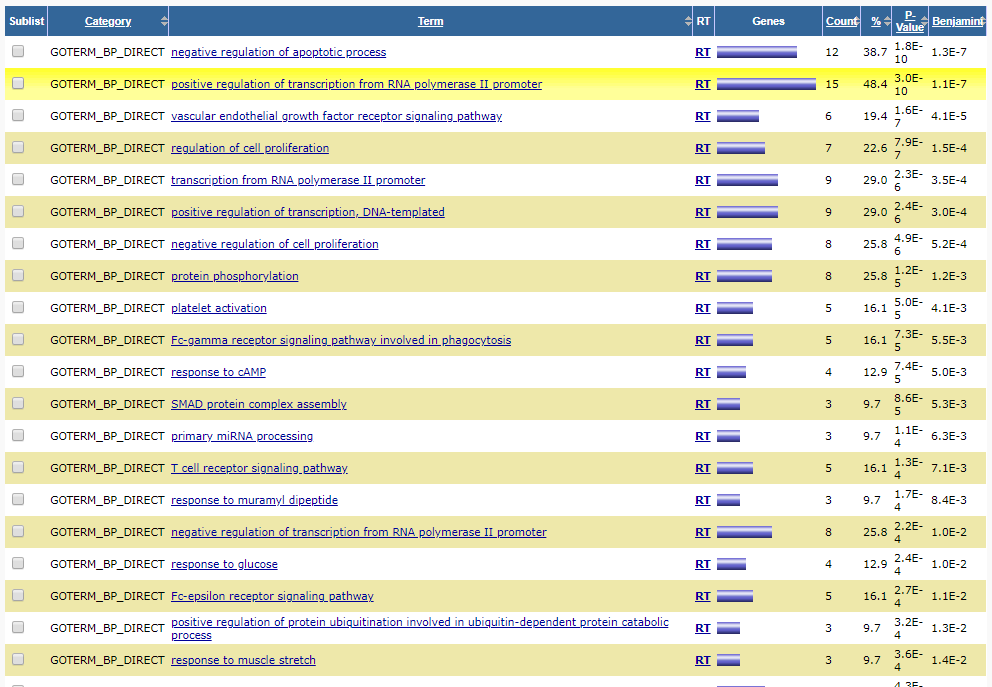 Sublist Category Term RT Genes Count % P-Value Benjamini
GOTERM_BP_DIRECT negative regulation of apoptotic process RT 12 38.7 1.8E-10 1.3E-7
GOTERM_BP_DIRECT positive regulation of transcription from RNA polymerase II promoter RT 15 48.4 3.0E-10 1.1E-7
GOTERM_BP_DIRECT vascular endothelial growth factor receptor signaling pathway RT 6 19.4 1.6E-7 4.1E-5
GOTERM_BP_DIRECT regulation of cell proliferation RT 7 22.6 7.9E-7 1.5E-4
GOTERM_BP_DIRECT transcription from RNA polymerase II promoter RT 9 29.0 2.3E-6 3.5E-4
GOTERM_BP_DIRECT positive regulation of transcription, DNA-templated RT 9 29.0 2.4E-6 3.0E-4
GOTERM_BP_DIRECT negative regulation of cell proliferation RT 8 25.8 4.9E-6 5.2E-4
GOTERM_BP_DIRECT protein phosphorylation RT 8 25.8 1.2E-5 1.2E-3
GOTERM_BP_DIRECT platelet activation RT 5 16.1 5.0E-5 4.1E-3
GOTERM_BP_DIRECT Fc-gamma receptor signaling pathway involved in phagocytosis RT 5 16.1 7.3E-5 5.5E-3
GOTERM_BP_DIRECT response to cAMP RT 4 12.9 7.4E-5 5.0E-3
GOTERM_BP_DIRECT SMAD protein complex assembly RT 3 9.7 8.6E-5 5.3E-3
GOTERM_BP_DIRECT primary miRNA processing RT 3 9.7 1.1E-4 6.3E-3
GOTERM_BP_DIRECT T cell receptor signaling pathway RT 5 16.1 1.3E-4 7.1E-3
GOTERM_BP_DIRECT response to muramyl dipeptide RT 3 9.7 1.7E-4 8.4E-3
GOTERM_BP_DIRECT negative regulation of transcription from RNA polymerase II promoter RT 8 25.8 2.2E-4 1.0E-2
GOTERM_BP_DIRECT response to glucose RT 4 12.9 2.4E-4 1.0E-2
GOTERM_BP_DIRECT Fc-epsilon receptor signaling pathway RT 5 16.1 2.7E-4 1.1E-2
GOTERM_BP_DIRECT positive regulation of protein ubiquitination involved in ubiquitin-dependent protein catabolic process RT 3 9.7 3.2E-4 1.3E-2
GOTERM_BP_DIRECT response to muscle stretch RT 3 9.7 3.6E-4 1.4E-2